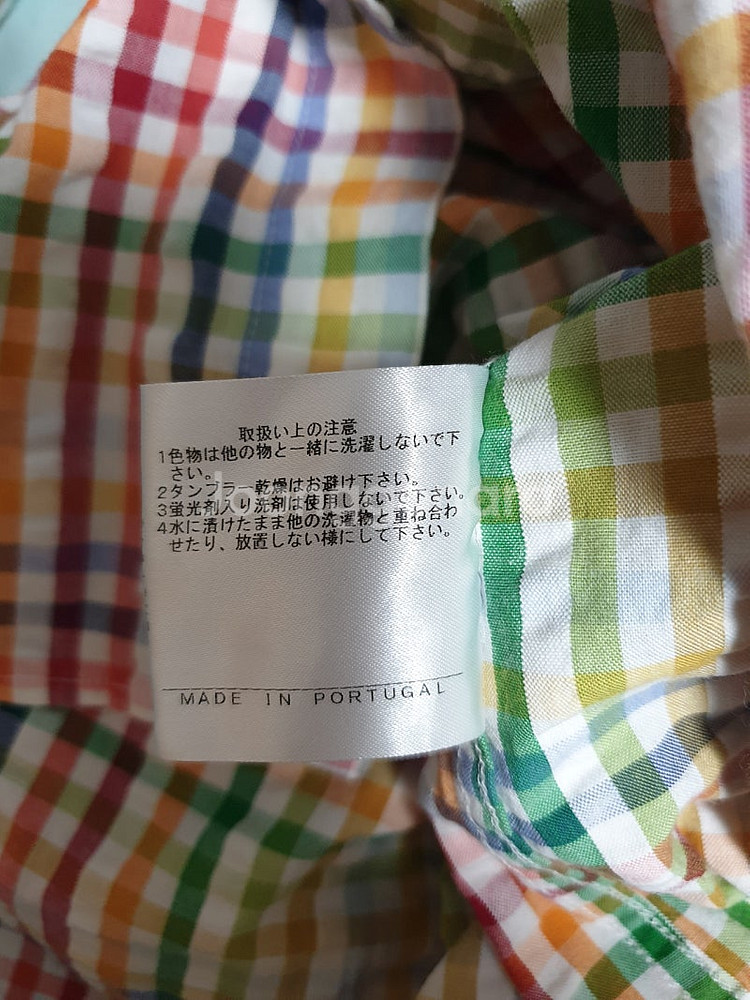 取扱い上の注意
1色物は他の物と一緒に洗濯しないで下
さい。
2タンブラー乾燥はお避け下さい。
3蛍光剤入り洗剤は使用しないで下さい。
4水に漬けたまま他の洗濯物と重ね合わ
せたり、放置しない様にして下さい。
MADE IN PORTUGAL